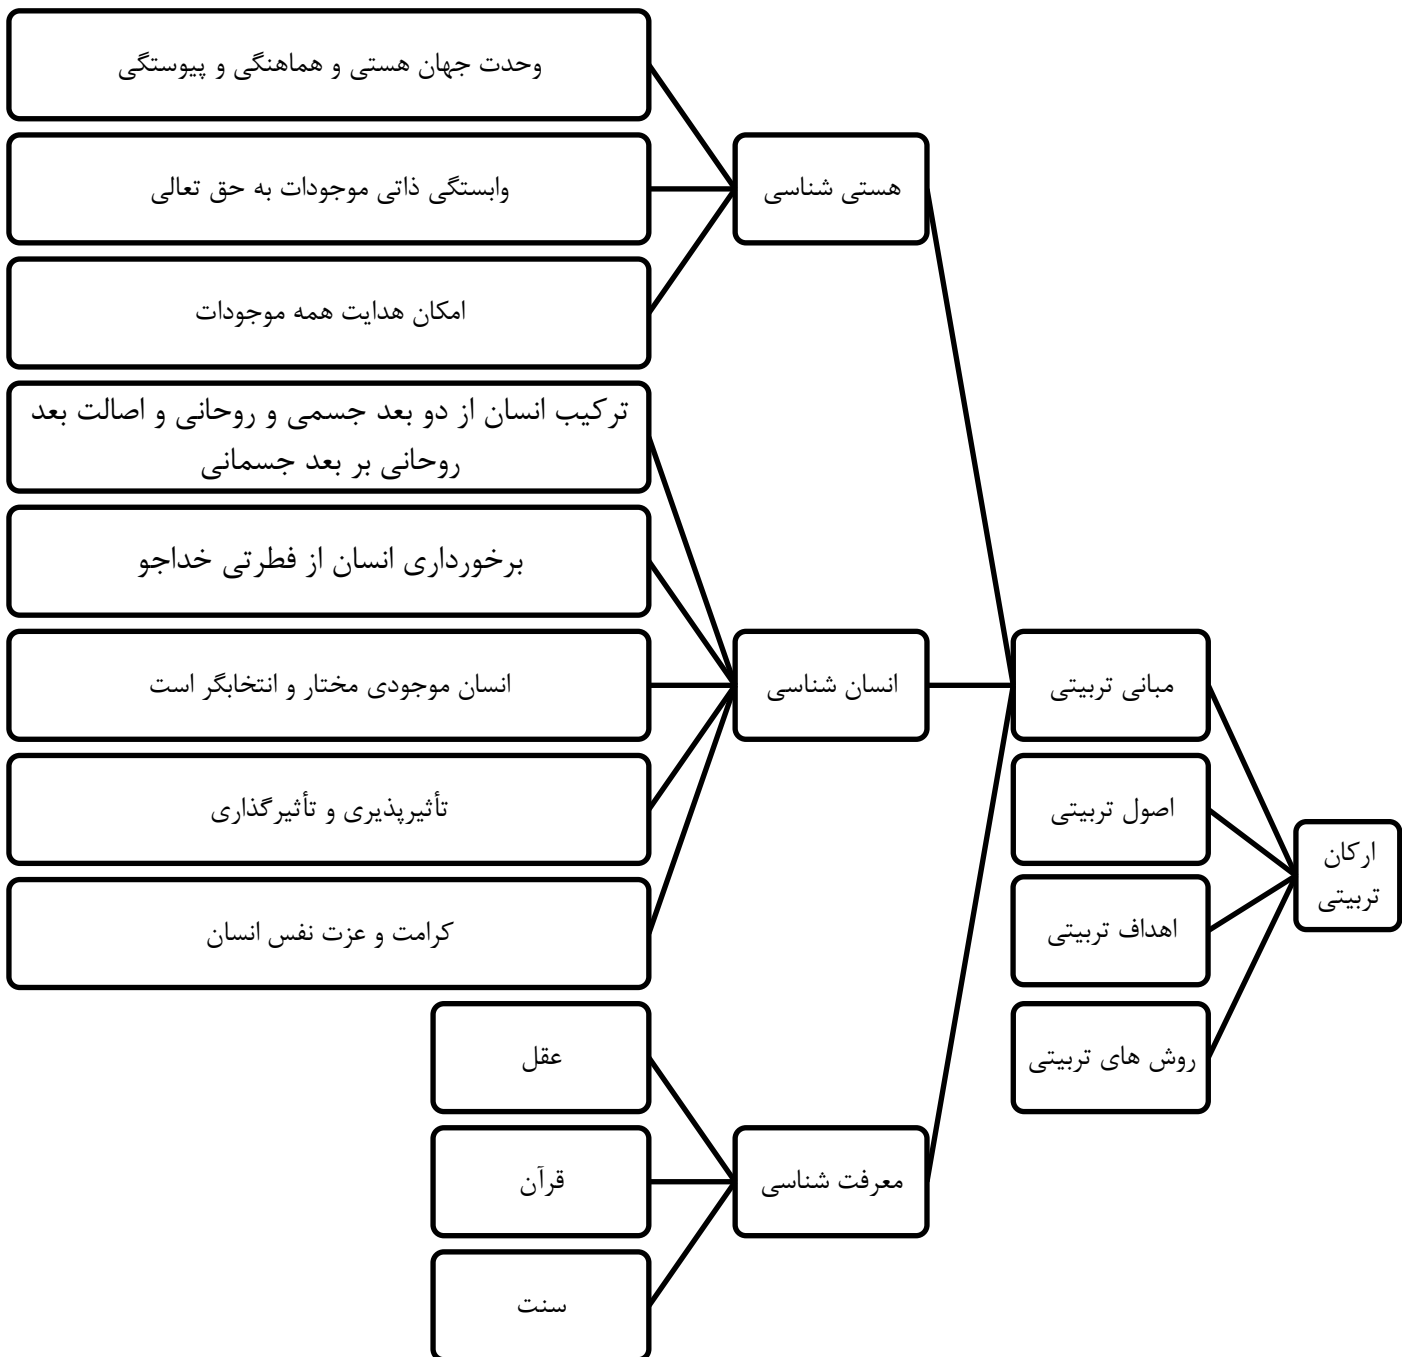 ارکان
تربیتی
مبانی تربیتی
اصول تربیتی
اهداف تربیتی
روش های تربیتی
هستی شناسی
انسان شناسی
معرفت شناسی
وحدت جهان هستی و هماهنگی و پیوستگی
وابستگی ذاتی موجودات به حق تعالی
امکان هدایت همه موجودات
ترکیب انسان از دو بعد جسمی و روحانی و اصالت بعد
روحانی بر بعد جسمانی
برخورداری انسان از فطرتی خداجو
انسان موجودی مختار و انتخابگر است
تأثیرپذیری و تأثیرگذاری
کرامت و عزت نفس انسان
عقل
قرآن
سنت